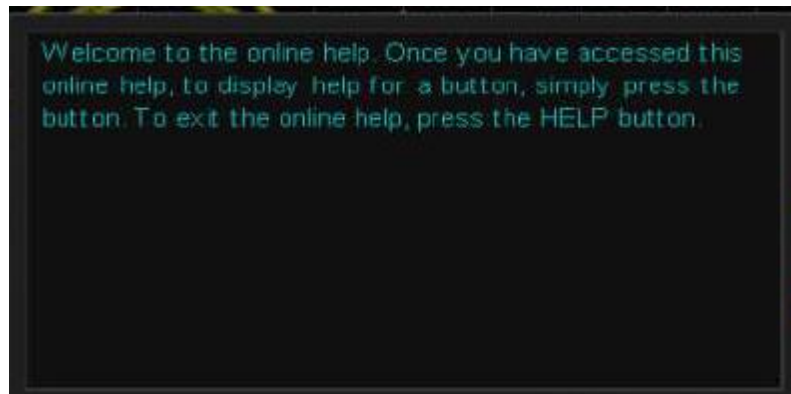 Welcome to the online help. Once you have accessed this
online help, to display help for a button, simply press the
button. To exit the online help, press the HELP button.